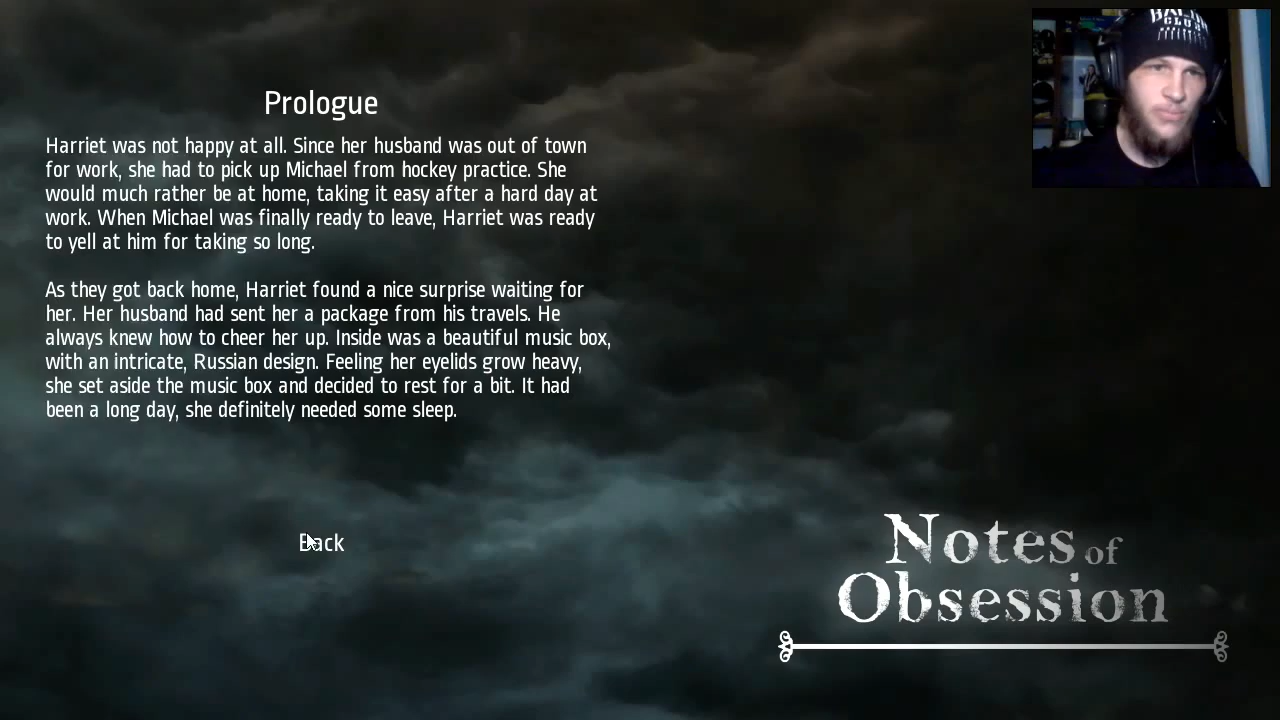 Prologue
Harriet was not happy at all. Since her husband was out of town
for work, she had to pick up Michael from hockey practice. She
would much rather be at home, taking it easy after a hard day at
work. When Michael was finally ready to leave, Harriet was ready
to yell at him for taking so long.
As they got back home, Harriet found a nice surprise waiting for
her. Her husband had sent her a package from his travels. He
always knew how to cheer her up. Inside was a beautiful music box,
with an intricate, Russian design. Feeling her eyelids grow heavy,
she set aside the music box and decided to rest for a bit. It had
been a long day, she definitely needed some sleep.
Back
Notes of
Obsession